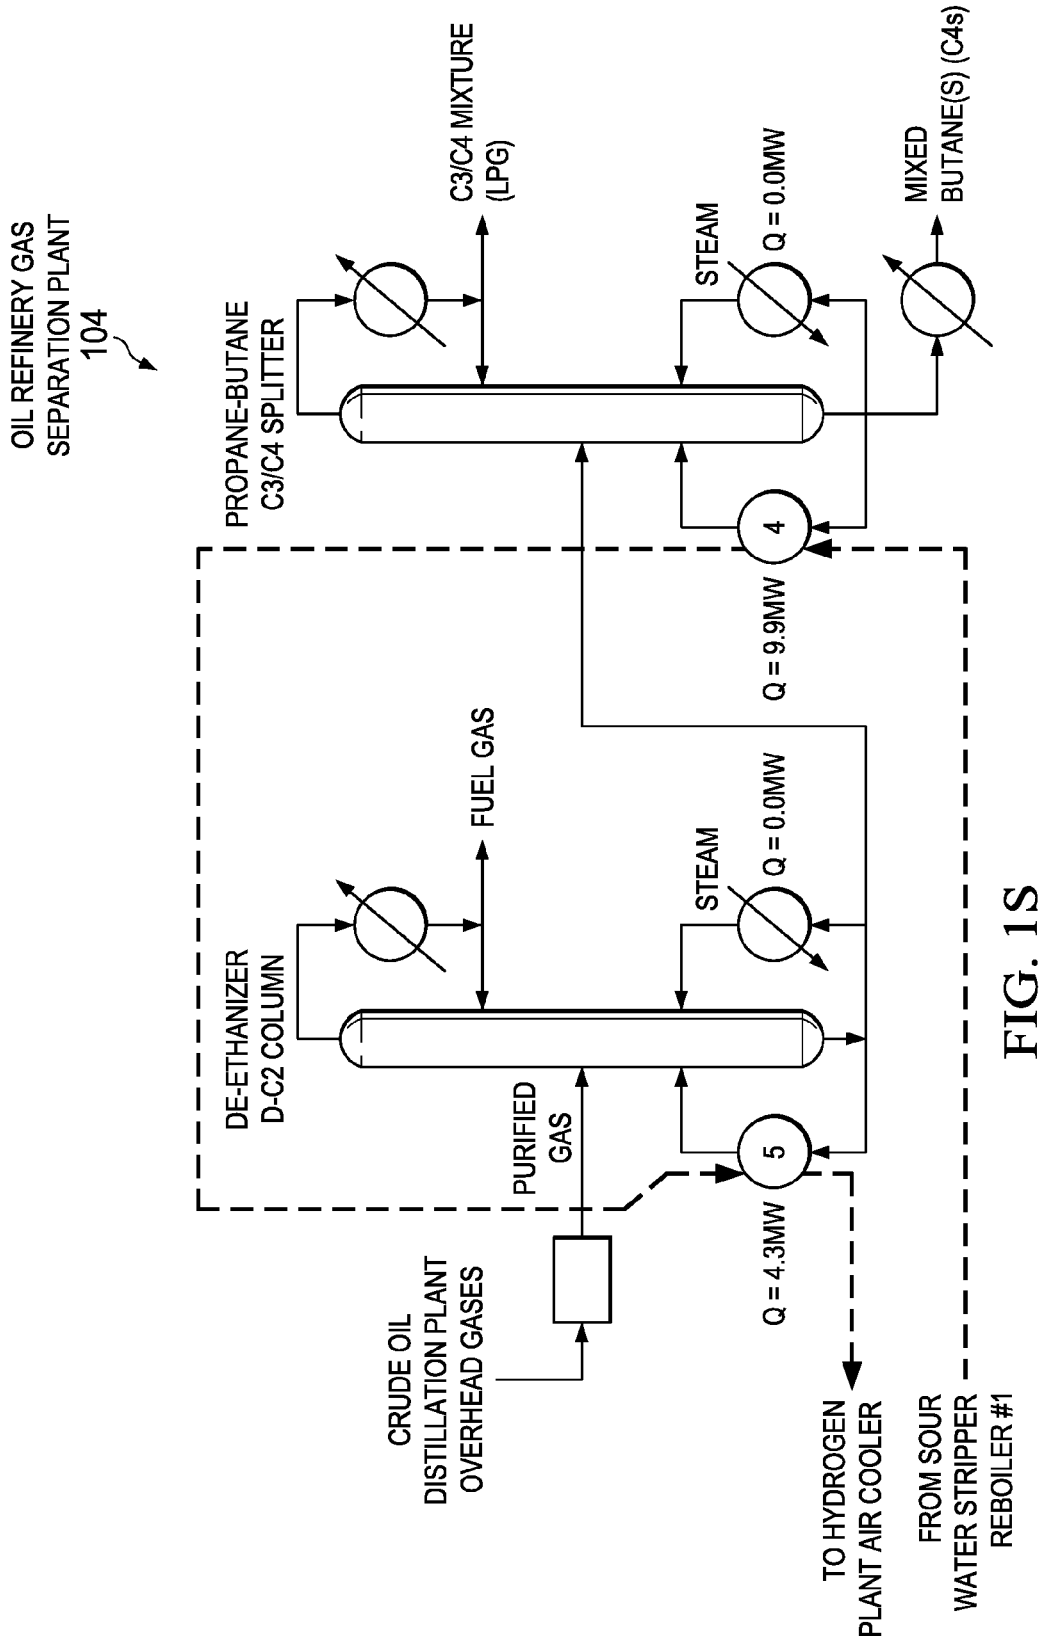 OIL REFINERY GAS
SEPARATION PLANT
104
DE-ETHANIZER
D-C2 COLUMN
PROPANE-BUTANE
C3/C4 SPLITTER
C3/C4 MIXTURE
(LPG)
FUEL GAS
CRUDE OIL
DISTILLATION PLANT
OVERHEAD GASES
PURIFIED
GAS
STEAM
STEAM
5
4
Q = 4.3MW
Q = 0.0MW
Q = 9.9MW
Q = 0.0MW
TO HYDROGEN
PLANT AIR COOLER
MIXED
BUTANE(S) (C4s)
FROM SOUR
WATER STRIPPER
REBOILER #1
FIG. 1S